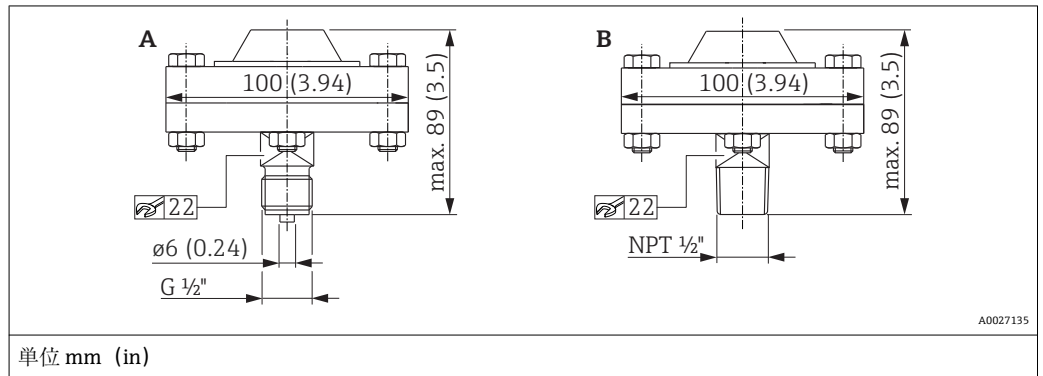 A
100 (3.94)
max. 89 (3.5)
22
ø6 (0.24)
G ½"
B
100 (3.94)
max. 89 (3.5)
22
NPT ½"
A0027135
単位 mm (in)